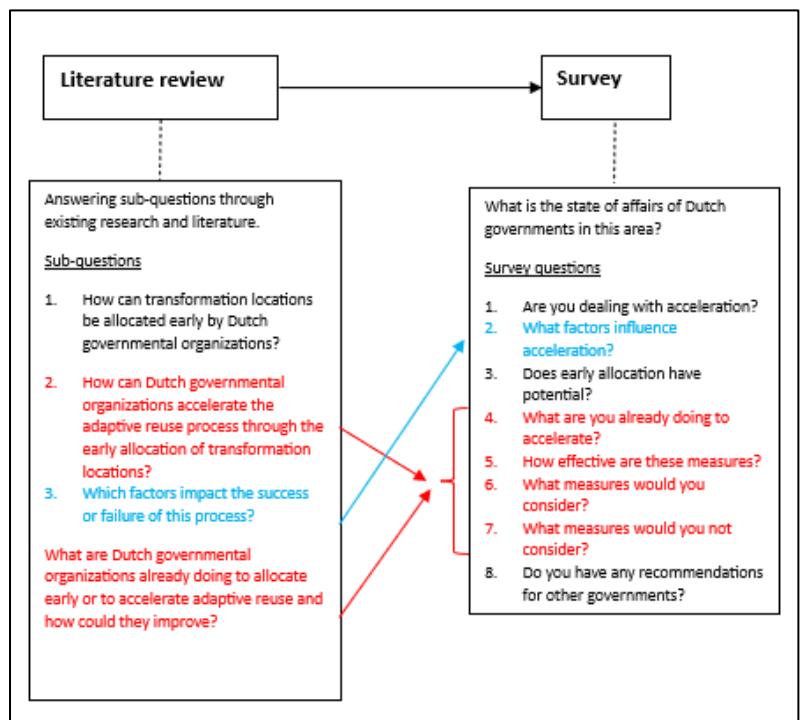 Literature review
Survey
Answering sub-questions through
existing research and literature.
Sub-questions
1. How can transformation locations
be allocated early by Dutch
governmental organizations?
2. How can Dutch governmental
organizations accelerate the
adaptive reuse process through the
early allocation of transformation
locations?
3. Which factors impact the success
or failure of this process?
What are Dutch governmental
organizations already doing to allocate
early or to accelerate adaptive reuse and
how could they improve?
What is the state of affairs of Dutch
governments in this area?
Survey questions
1. Are you dealing with acceleration?
2. What factors influence
acceleration?
3. Does early allocation have
potential?
4. What are you already doing to
accelerate?
5. How effective are these measures?
6. What measures would you
consider?
7. What measures would you not
consider?
8. Do you have any recommendations
for other governments?